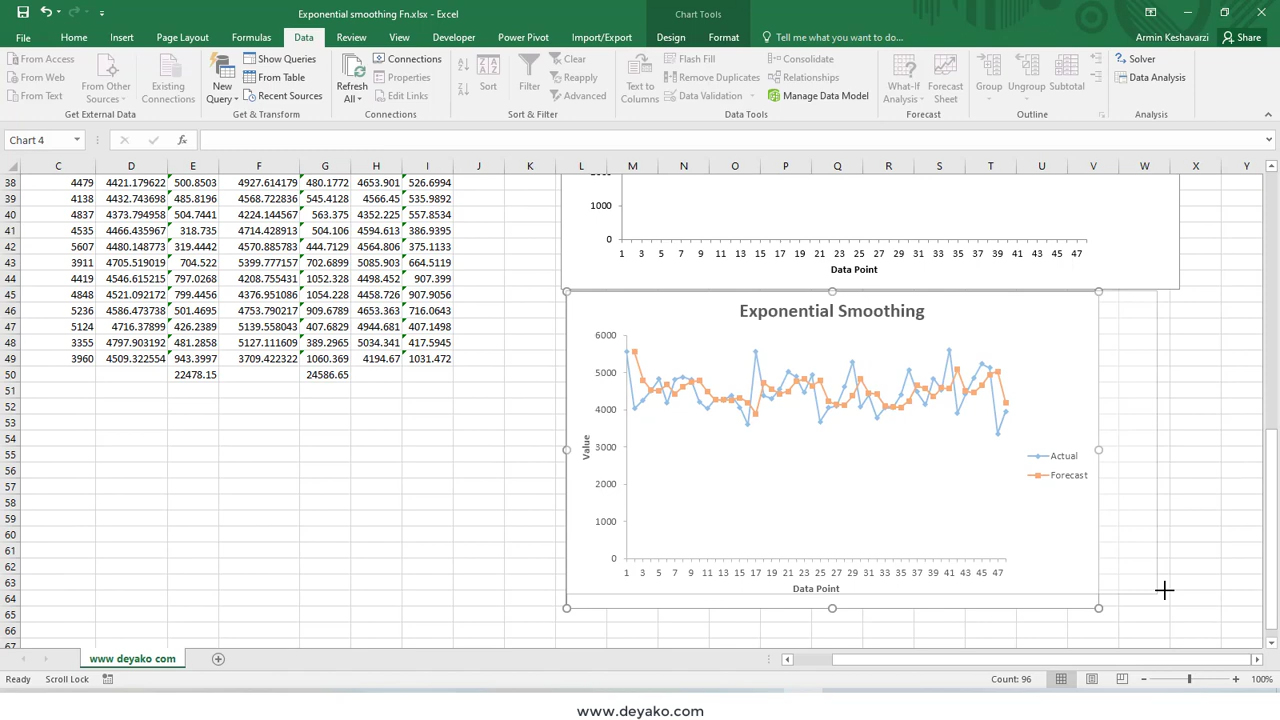 Exponential smoothing Fn.xlsx - Excel
Chart Tools
File Home Insert Page Layout Formulas Data Review View Developer Power Pivot Import/Export Design Format Tell me what you want to do... Armin Keshavarzi Share
From Access
From Web
From Text
From Other Sources
Existing Connections
Get External Data
New Query
Show Queries
From Table
Recent Sources
Get & Transform
Refresh All
Connections
Properties
Edit Links
Connections
Sort
Filter
Clear
Reapply
Advanced
Sort & Filter
Text to Columns
Flash Fill
Remove Duplicates
Data Validation
Consolidate
Relationships
Manage Data Model
Data Tools
What-If Analysis
Forecast Sheet
Forecast
Group
Ungroup
Subtotal
Outline
Solver
Data Analysis
Analysis
Chart 4
fx
C D E F G H I J K L M N O P Q R S T U V W X Y
38 4479 4421.179622 500.8503 4927.614179 480.1772 4653.901 526.6994
39 4138 4432.743698 485.8196 4568.722836 545.4128 4566.45 535.9892
40 4837 4373.794958 504.7441 4224.144567 563.375 4352.225 557.8534
41 4535 4466.435967 318.735 4714.428913 504.106 4594.613 386.9395
42 5607 4480.148773 319.4442 4570.885783 444.7129 4564.806 375.1133
43 3911 4705.519019 704.522 5399.777157 702.6899 5085.903 664.5119
44 4419 4546.615215 797.0268 4208.755431 1052.328 4498.452 907.399
45 4848 4521.092172 799.4456 4376.951086 1054.228 4458.726 907.9056
46 5236 4586.473738 501.4695 4753.790217 909.6789 4653.363 716.0643
47 5124 4716.37899 426.2389 5139.558043 407.6829 4944.681 407.1498
48 3355 4797.903192 481.2858 5127.111609 389.2965 5034.341 417.5945
49 3960 4509.322554 943.3997 3709.422322 1060.369 4194.67 1031.472
50 22478.15 24586.65
51
52
53
54
55
56
57
58
59
60
61
62
63
64
65
66
1000
0
1 3 5 7 9 11 13 15 17 19 21 23 25 27 29 31 33 35 37 39 41 43 45 47
Data Point
Exponential Smoothing
6000
5000
4000
3000
2000
1000
0
Value
Actual
Forecast
1 3 5 7 9 11 13 15 17 19 21 23 25 27 29 31 33 35 37 39 41 43 45 47
Data Point
www deyako com
Ready Scroll Lock Count: 96 100%
www.deyako.com